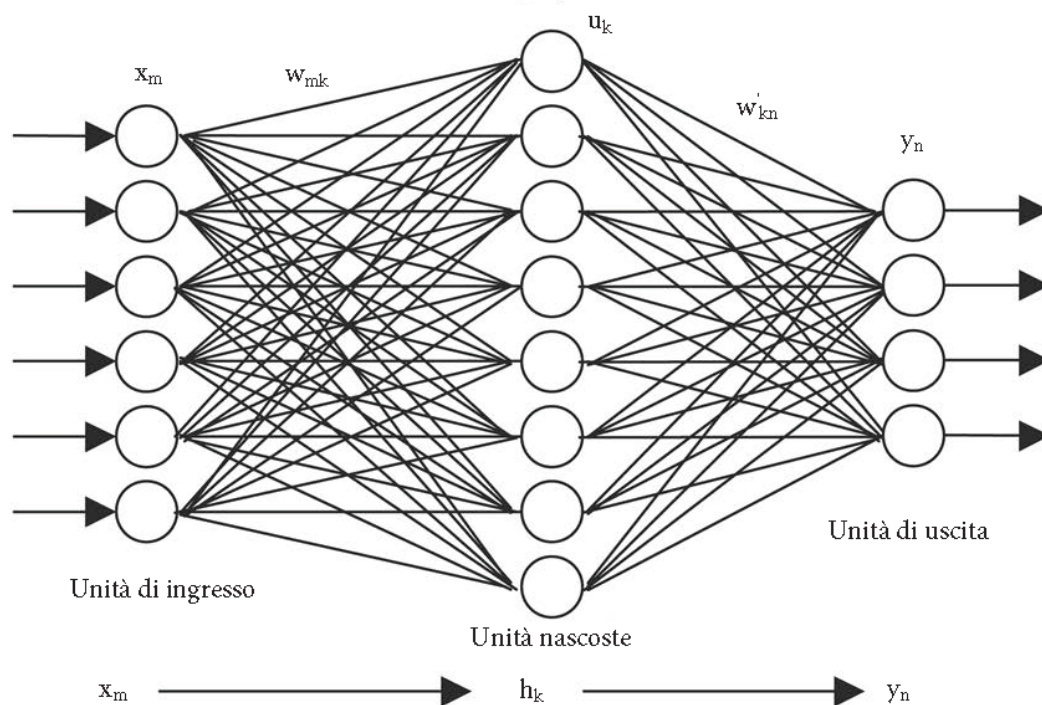 u_k
x_m
w_mk
w'_kn
y_n
Unità di uscita
Unità di ingresso
Unità nascoste
x_m h_k y_n